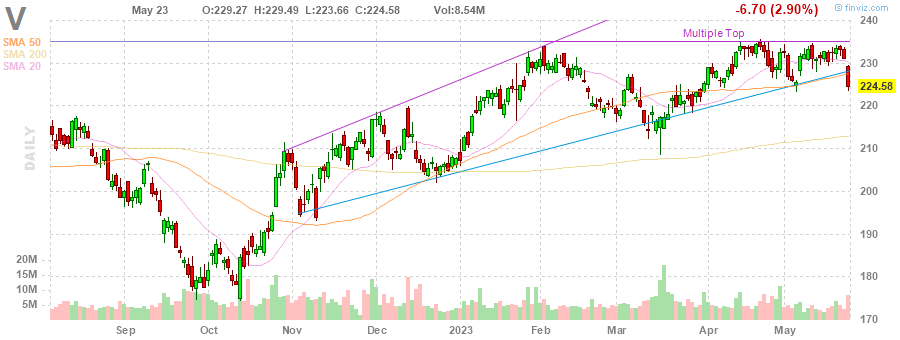 V May 23 O:229.27 H:229.49 L:223.66 C:224.58 Vol:8.54M -6.70 (2.90%) © finviz.com
SMA 50
SMA 200
SMA 20
Multiple Top
DAILY
240
230
224.58
220
210
200
190
180
170
20M
15M
10M
5M
Sep Oct Nov Dec 2023 Feb Mar Apr May